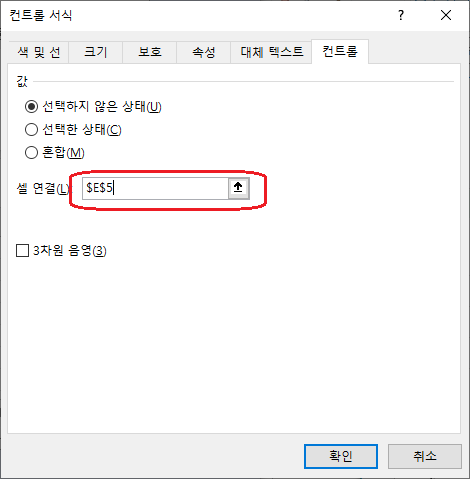 컨트롤 서식
?
색 및 선 크기 보호 속성 대체 텍스트 컨트롤
값
선택하지 않은 상태(U)
선택한 상태(C)
혼합(M)
셀 연결(L) $E$5
3차원 음영(3)
확인 취소